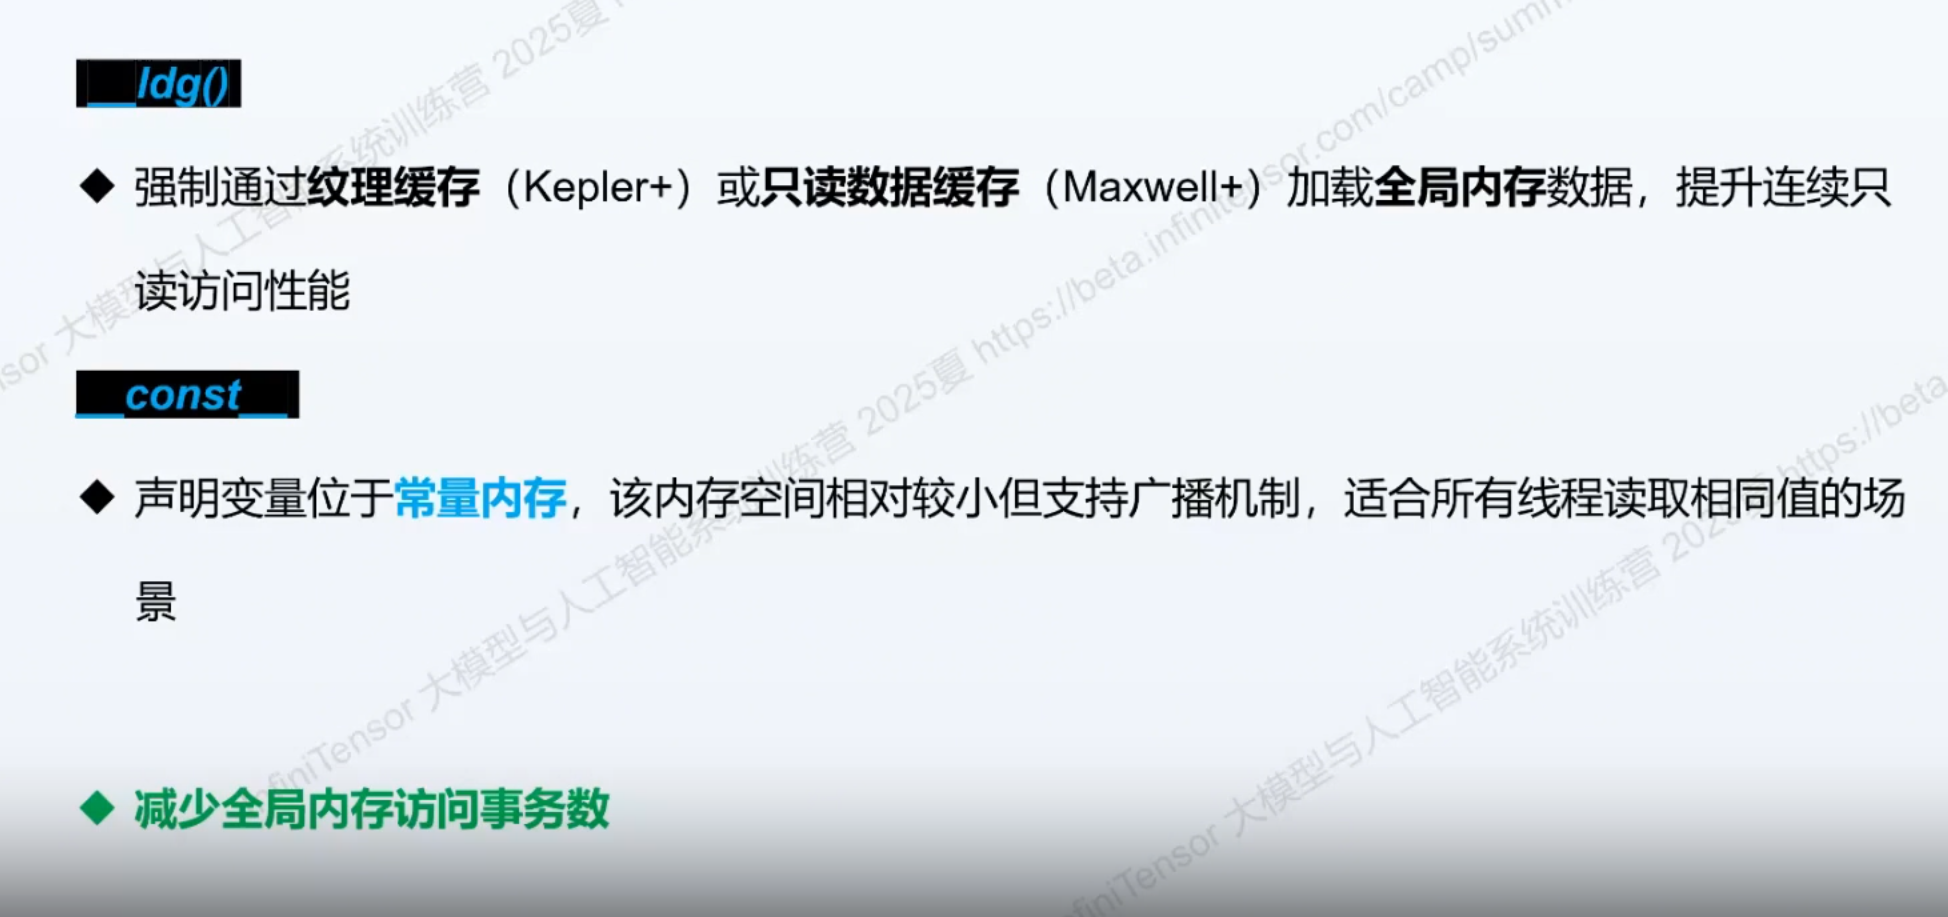 __ldg()
◆ 强制通过纹理缓存（Kepler+）或只读数据缓存（Maxwell+）加载全局内存数据，提升连续只
读访问性能
__const__
◆ 声明变量位于常量内存，该内存空间相对较小但支持广播机制，适合所有线程读取相同值的场
景
◆ 减少全局内存访问事务数
sor 大模型与人工智能系统训练营 2025夏
InfiniTensor 大模型与人工智能系统训练营 2025夏 https://beta.infinitensor.com/camp/summ
finiTensor 大模型与人工智能系统训练营 2025夏 https://beta